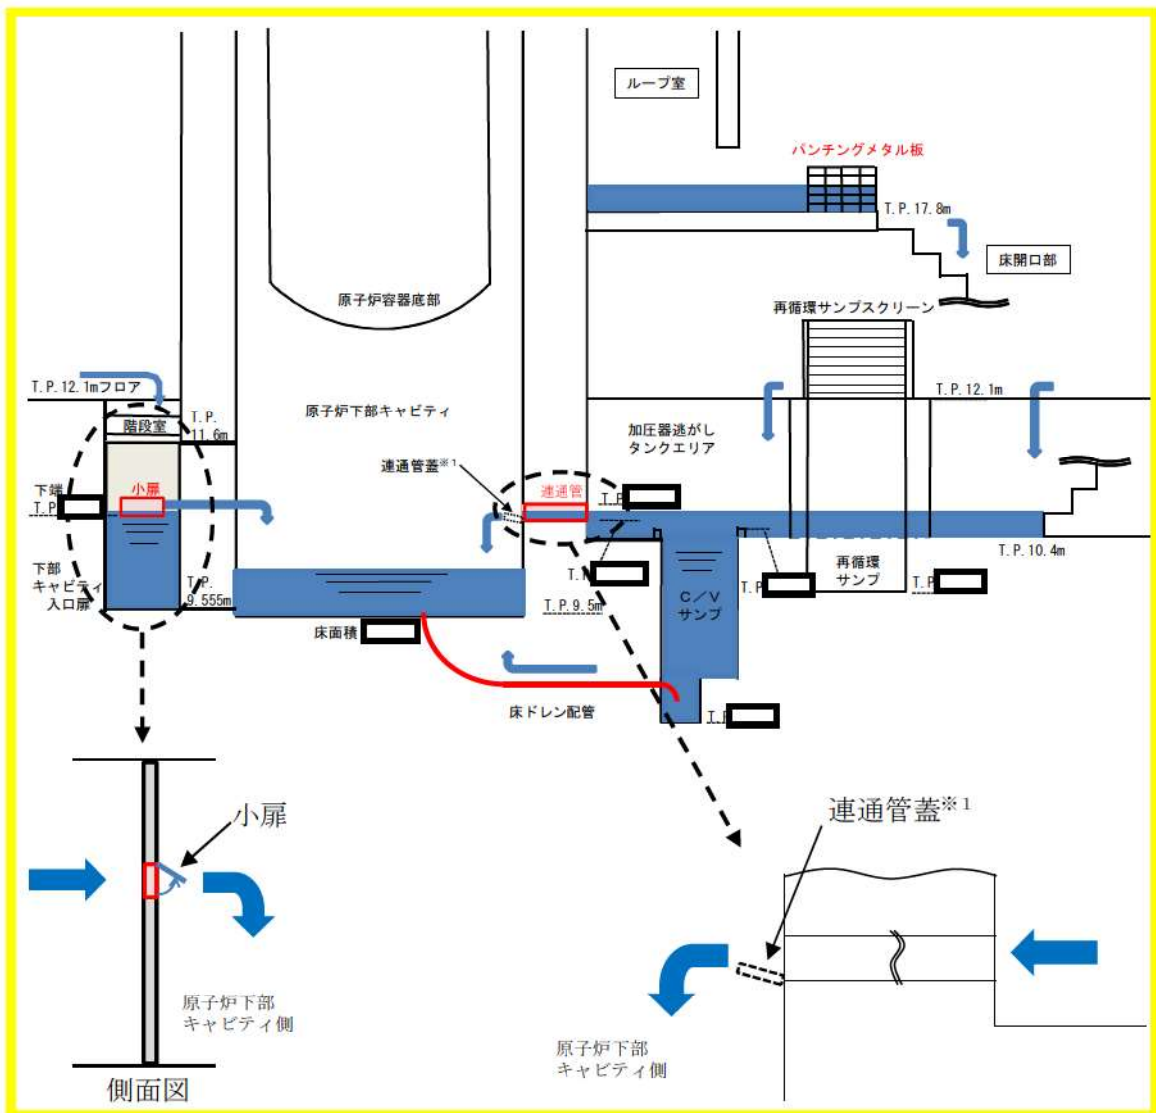 ループ室
パンチングメタル板
T.P.17.8m
床開口部
原子炉容器底部
再循環サンプスクリーン
T.P.12.1mフロア
T.P.12.1m
階段室
T.P.
11.6m
原子炉下部キャビティ
加圧器逃がし
タンクエリア
連通管蓋※1
下端
T.P.
小扉
連通管
T.P.
T.P.10.4m
下部
キャビティ
入口扉
T.P.
9.555m
T.P.9.5m
T.P
C/V
サンプ
T.P
再循環
サンプ
T.P
床面積
床ドレン配管
T.P
小扉
連通管蓋※1
原子炉下部
キャビティ側
側面図
原子炉下部
キャビティ側